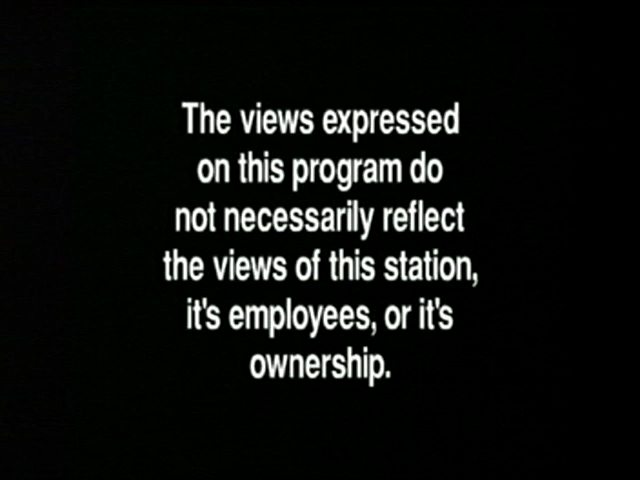 The views expressed
on this program do
not necessarily reflect
the views of this station,
it's employees, or it's
ownership.